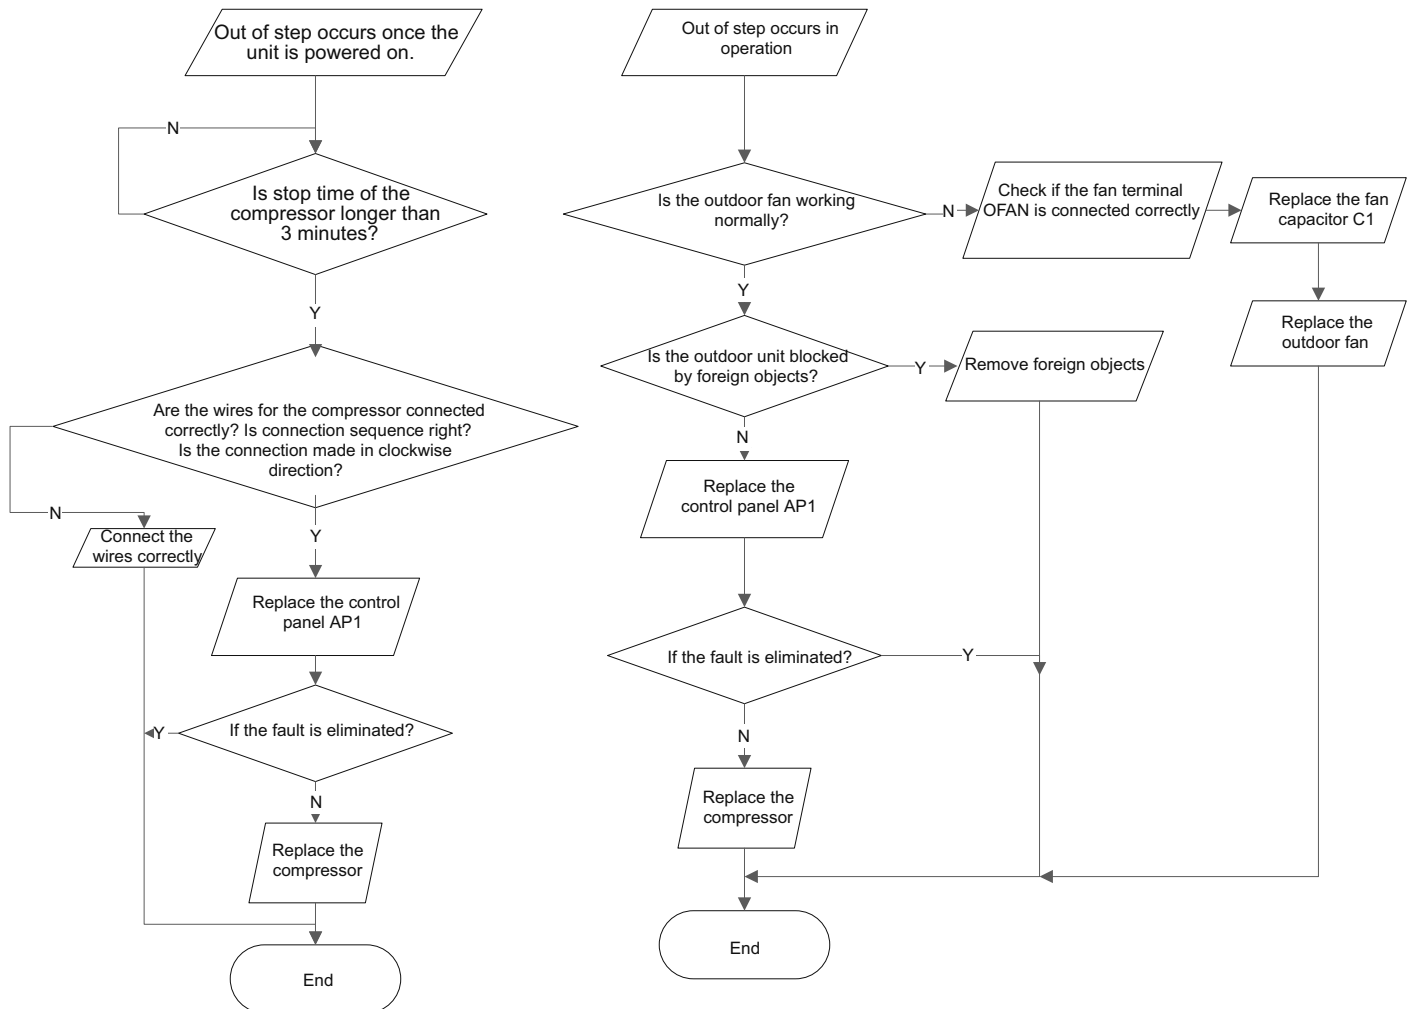 Out of step occurs once the
unit is powered on.
N
Is stop time of the
compressor longer than
3 minutes?
Y
Are the wires for the compressor connected
correctly? Is connection sequence right?
Is the connection made in clockwise
direction?
N
Connect the
wires correctly
Y
Replace the control
panel AP1
If the fault is eliminated?
Y
N
Replace the
compressor
End
Out of step occurs in
operation
Is the outdoor fan working
normally?
N
Check if the fan terminal
OFAN is connected correctly
Replace the fan
capacitor C1
Replace the
outdoor fan
Y
Is the outdoor unit blocked
by foreign objects?
Y
Remove foreign objects
N
Replace the
control panel AP1
If the fault is eliminated?
Y
N
Replace the
compressor
End